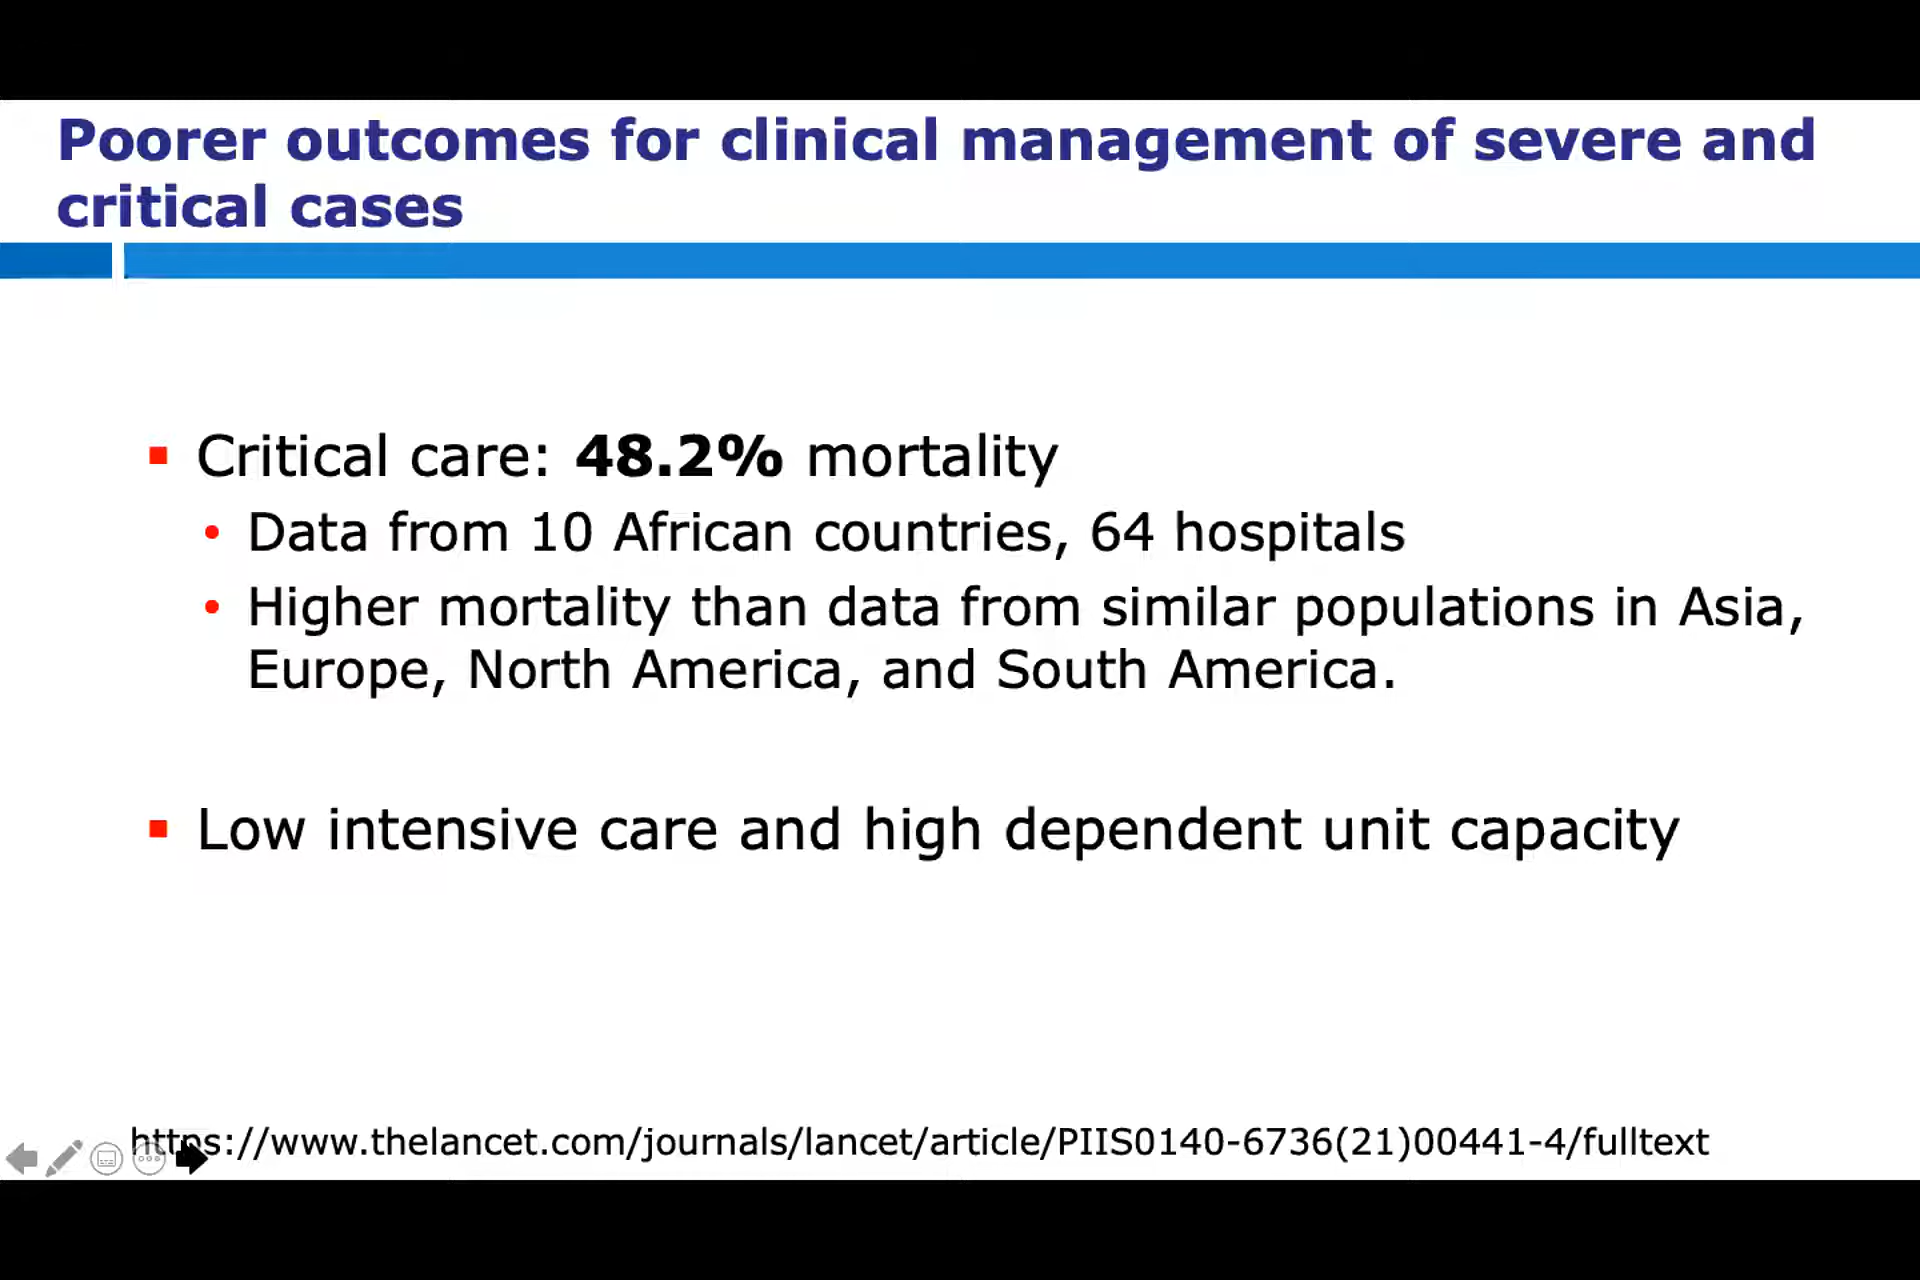 Poorer outcomes for clinical management of severe and
critical cases
Critical care: 48.2% mortality
Data from 10 African countries, 64 hospitals
Higher mortality than data from similar populations in Asia,
Europe, North America, and South America.
Low intensive care and high dependent unit capacity
https://www.thelancet.com/journals/lancet/article/PIIS0140-6736(21)00441-4/fulltext